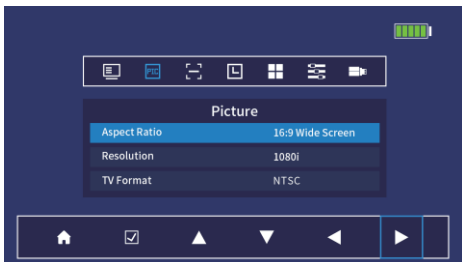 PIC
Picture
Aspect Ratio 16:9 Wide Screen
Resolution 1080i
TV Format NTSC